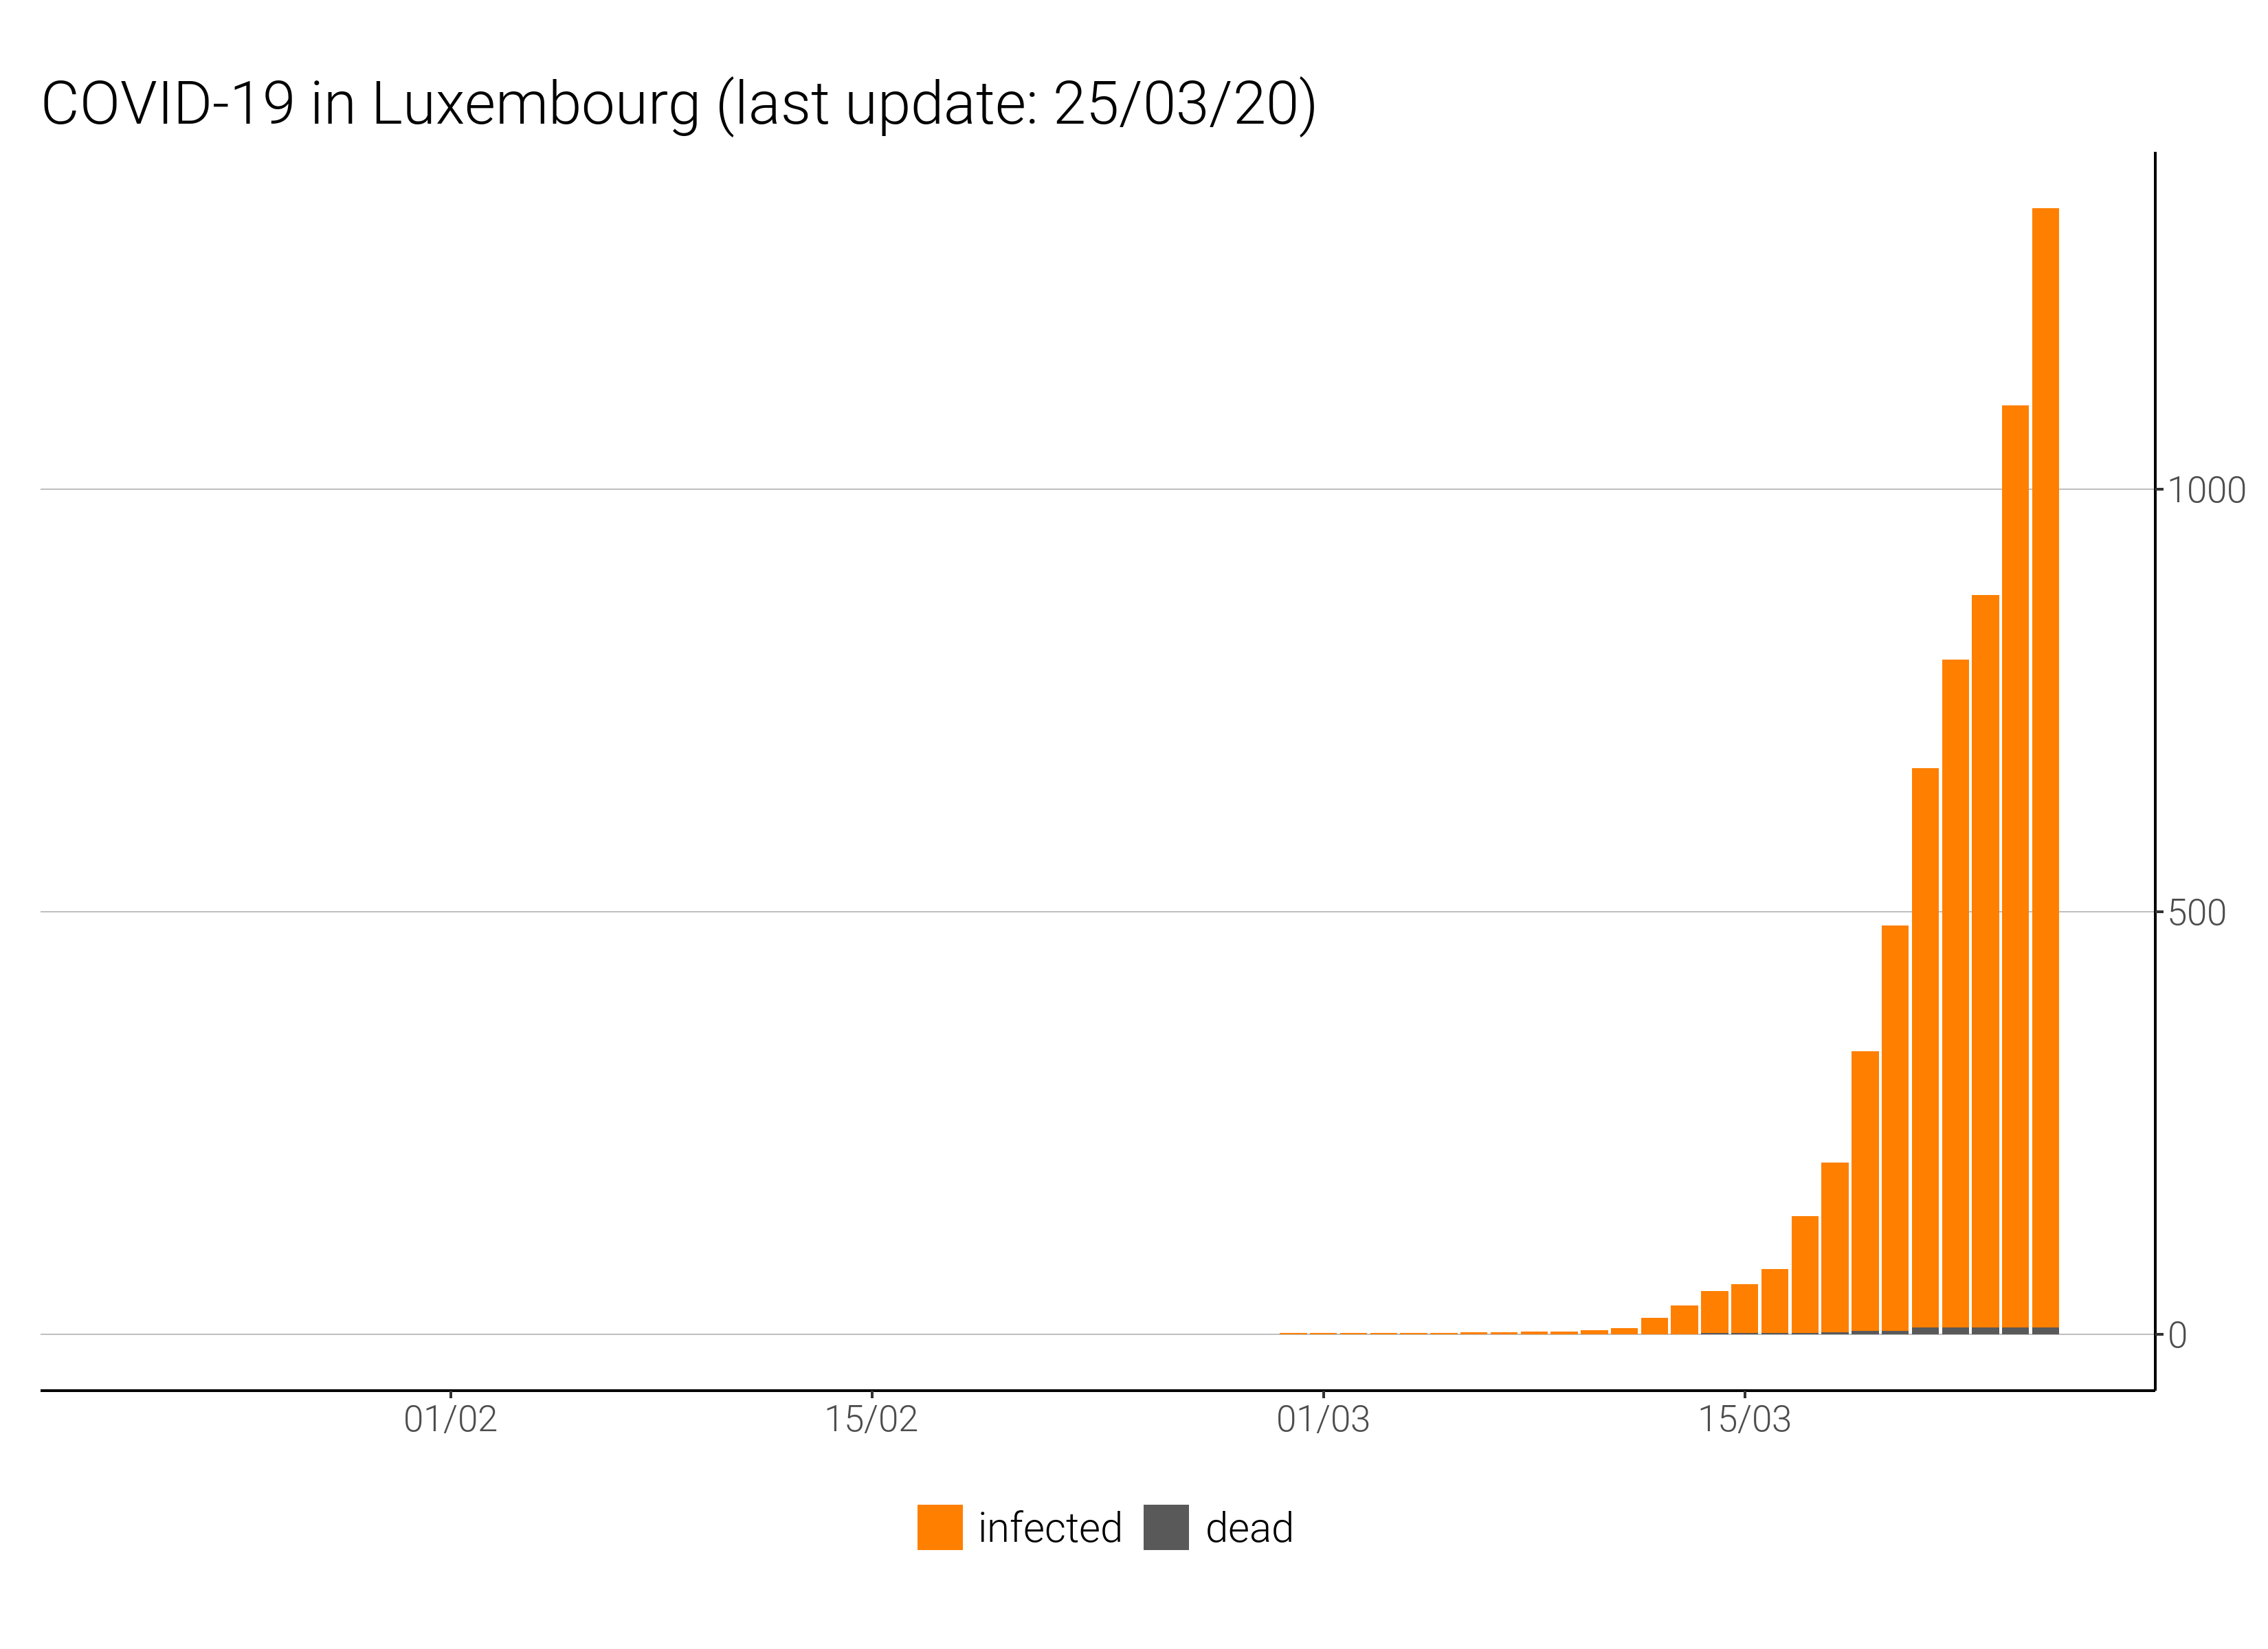 COVID-19 in Luxembourg (last update: 25/03/20)
1000
500
0
01/02 15/02 01/03 15/03
infected dead